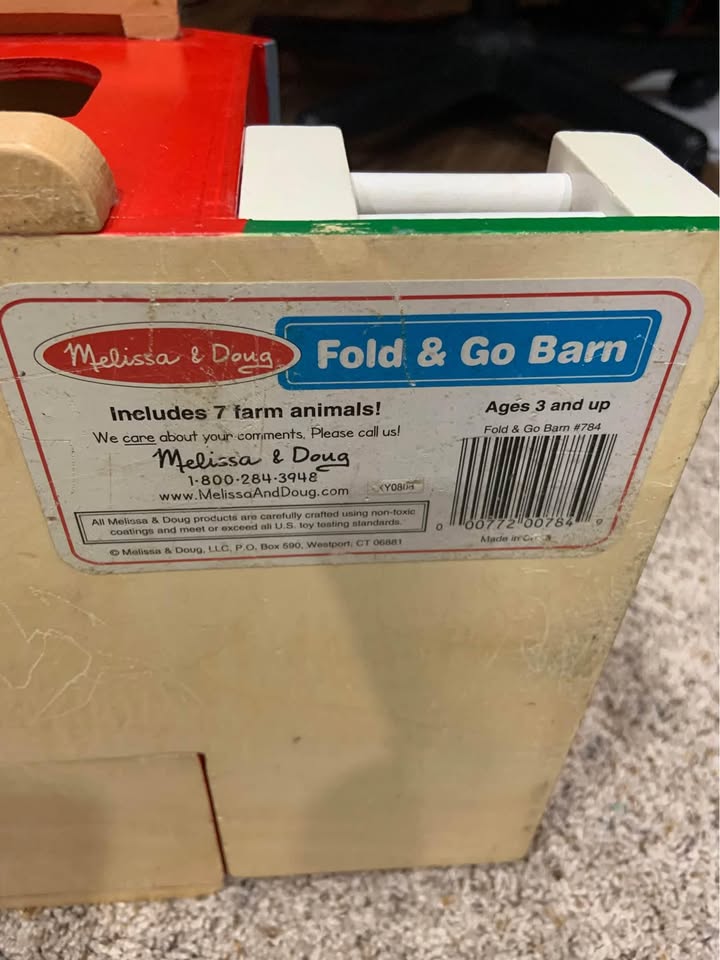 Melissa & Doug
Fold & Go Barn
Includes 7 farm animals!
We care about your comments. Please call us!
Melissa & Doug
1-800-284-3948
www.MelissaAndDoug.com
Ages 3 and up
Fold & Go Barn #784
0 00772 00784 9
Made in
All Melissa & Doug products are carefully crafted using non-toxic
coatings and meet or exceed all U.S. toy testing standards.
© Melissa & Doug, LLC, P.O. Box 590, Westport, CT 06881